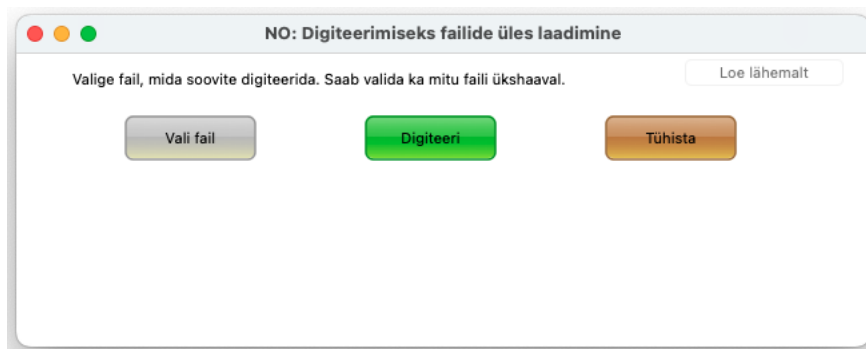 NO: Digiteerimiseks failide üles laadimine
Valige fail, mida soovite digiteerida. Saab valida ka mitu faili ükshaaval.
Loe lähemalt
Vali fail
Digiteeri
Tühista